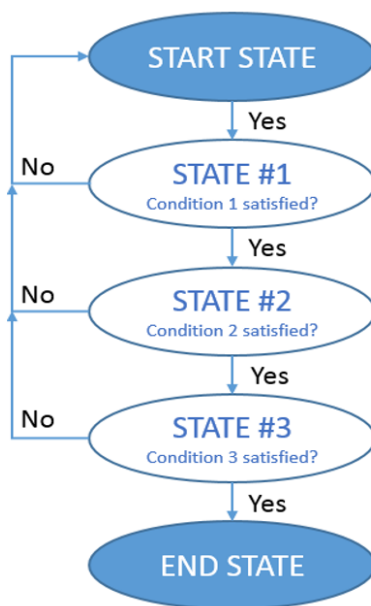 START STATE
Yes
No
STATE #1
Condition 1 satisfied?
Yes
No
STATE #2
Condition 2 satisfied?
Yes
No
STATE #3
Condition 3 satisfied?
Yes
END STATE